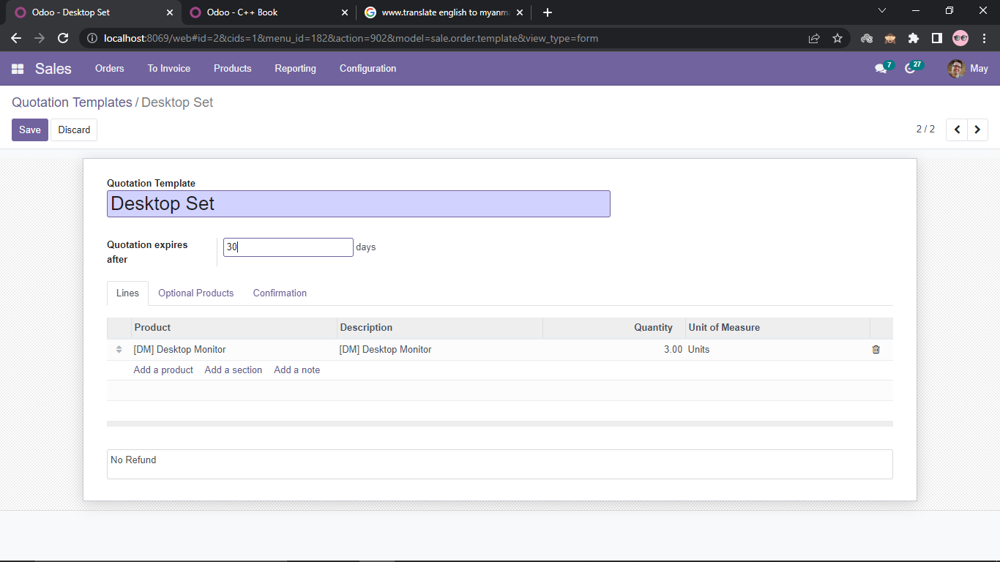 Odoo - Desktop Set
Odoo - C++ Book
www.translate english to myanma
localhost:8069/web#id=2&cids=1&menu_id=182&action=902&model=sale.order.template&view_type=form
Sales Orders To Invoice Products Reporting Configuration 7 27 May
Quotation Templates / Desktop Set
Save Discard 2 / 2
Quotation Template
Desktop Set
Quotation expires after 30 days
Lines Optional Products Confirmation
Product Description Quantity Unit of Measure
[DM] Desktop Monitor [DM] Desktop Monitor 3.00 Units
Add a product Add a section Add a note
No Refund